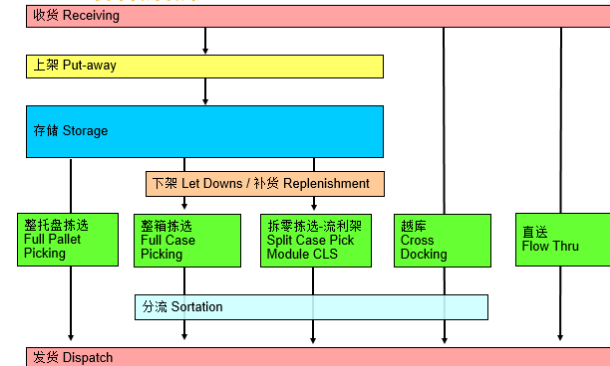 收货 Receiving
上架 Put-away
存储 Storage
下架 Let Downs / 补货 Replenishment
整托盘拣选
Full Pallet
Picking
整箱拣选
Full Case
Picking
拆零拣选-流利架
Split Case Pick
Module CLS
越库
Cross
Docking
直送
Flow Thru
分流 Sortation
发货 Dispatch